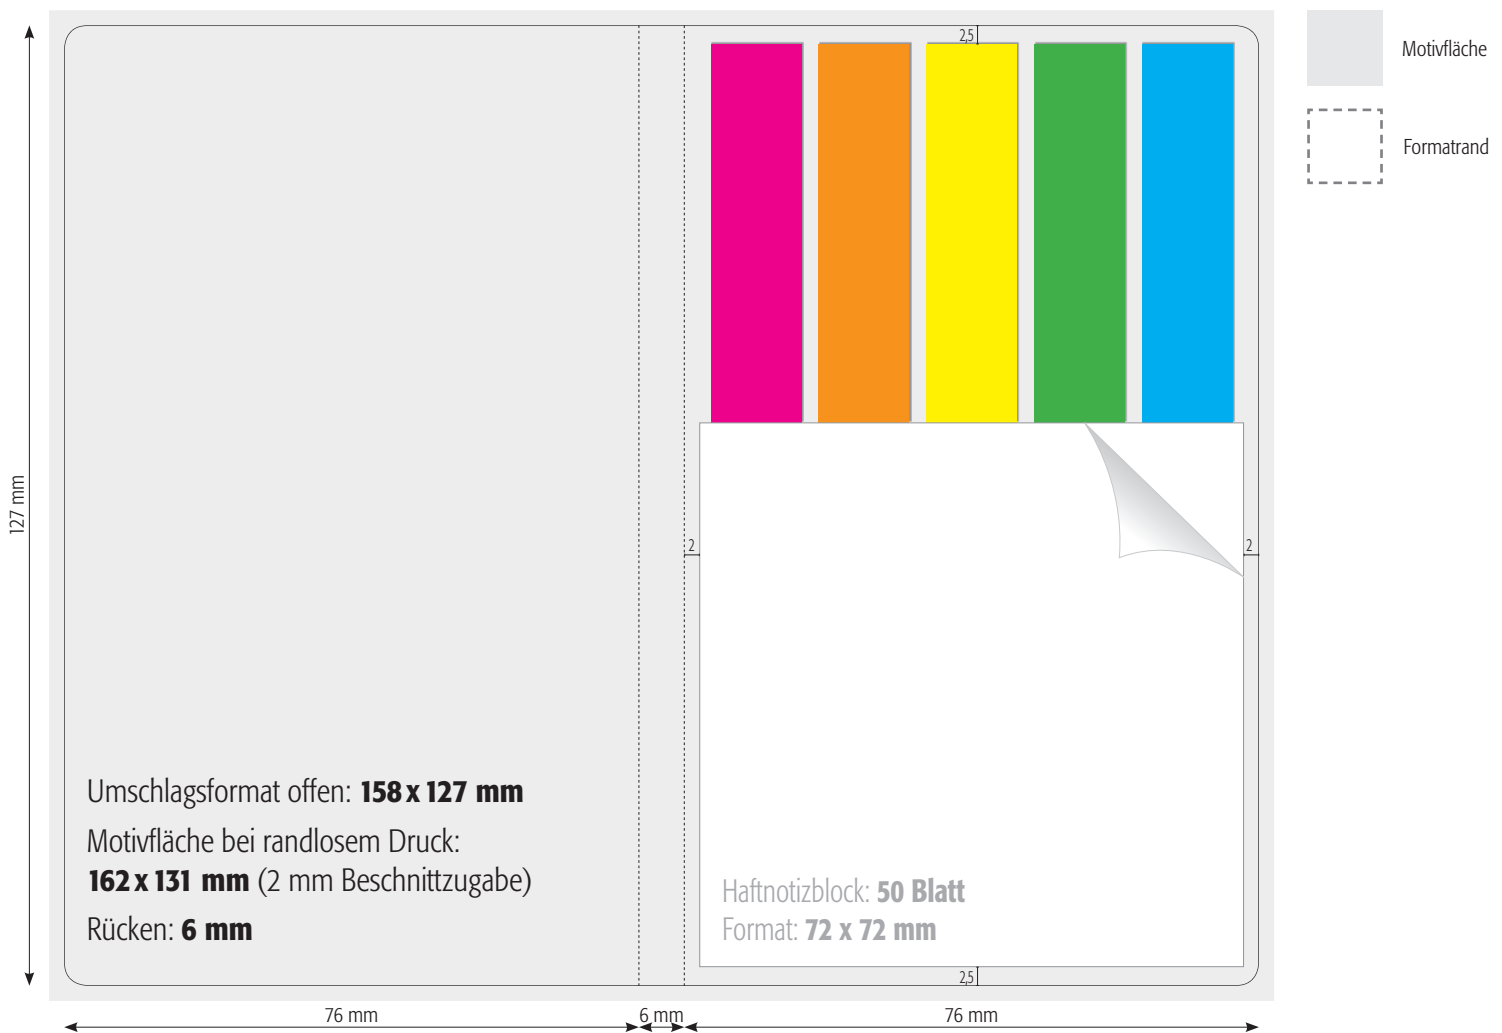 2,5
Motivfläche
Formatrand
127 mm
2
2
Umschlagsformat offen: 158 x 127 mm
Motivfläche bei randlosem Druck:
162 x 131 mm (2 mm Beschnittzugabe)
Rücken: 6 mm
Haftnotizblock: 50 Blatt
Format: 72 x 72 mm
2,5
76 mm
6 mm
76 mm